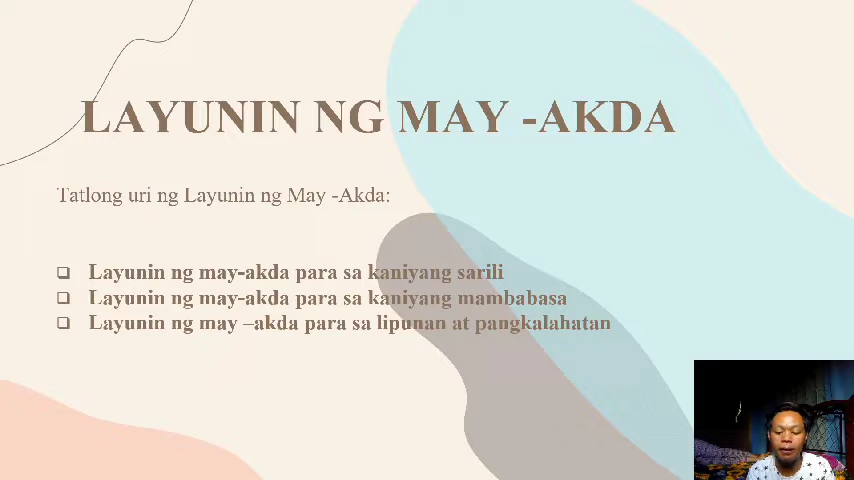 LAYUNIN NG MAY -AKDA
Tatlong uri ng Layunin ng May -Akda:
Layunin ng may-akda para sa kaniyang sarili
Layunin ng may-akda para sa kaniyang mambabasa
Layunin ng may –akda para sa lipunan at pangkalahatan